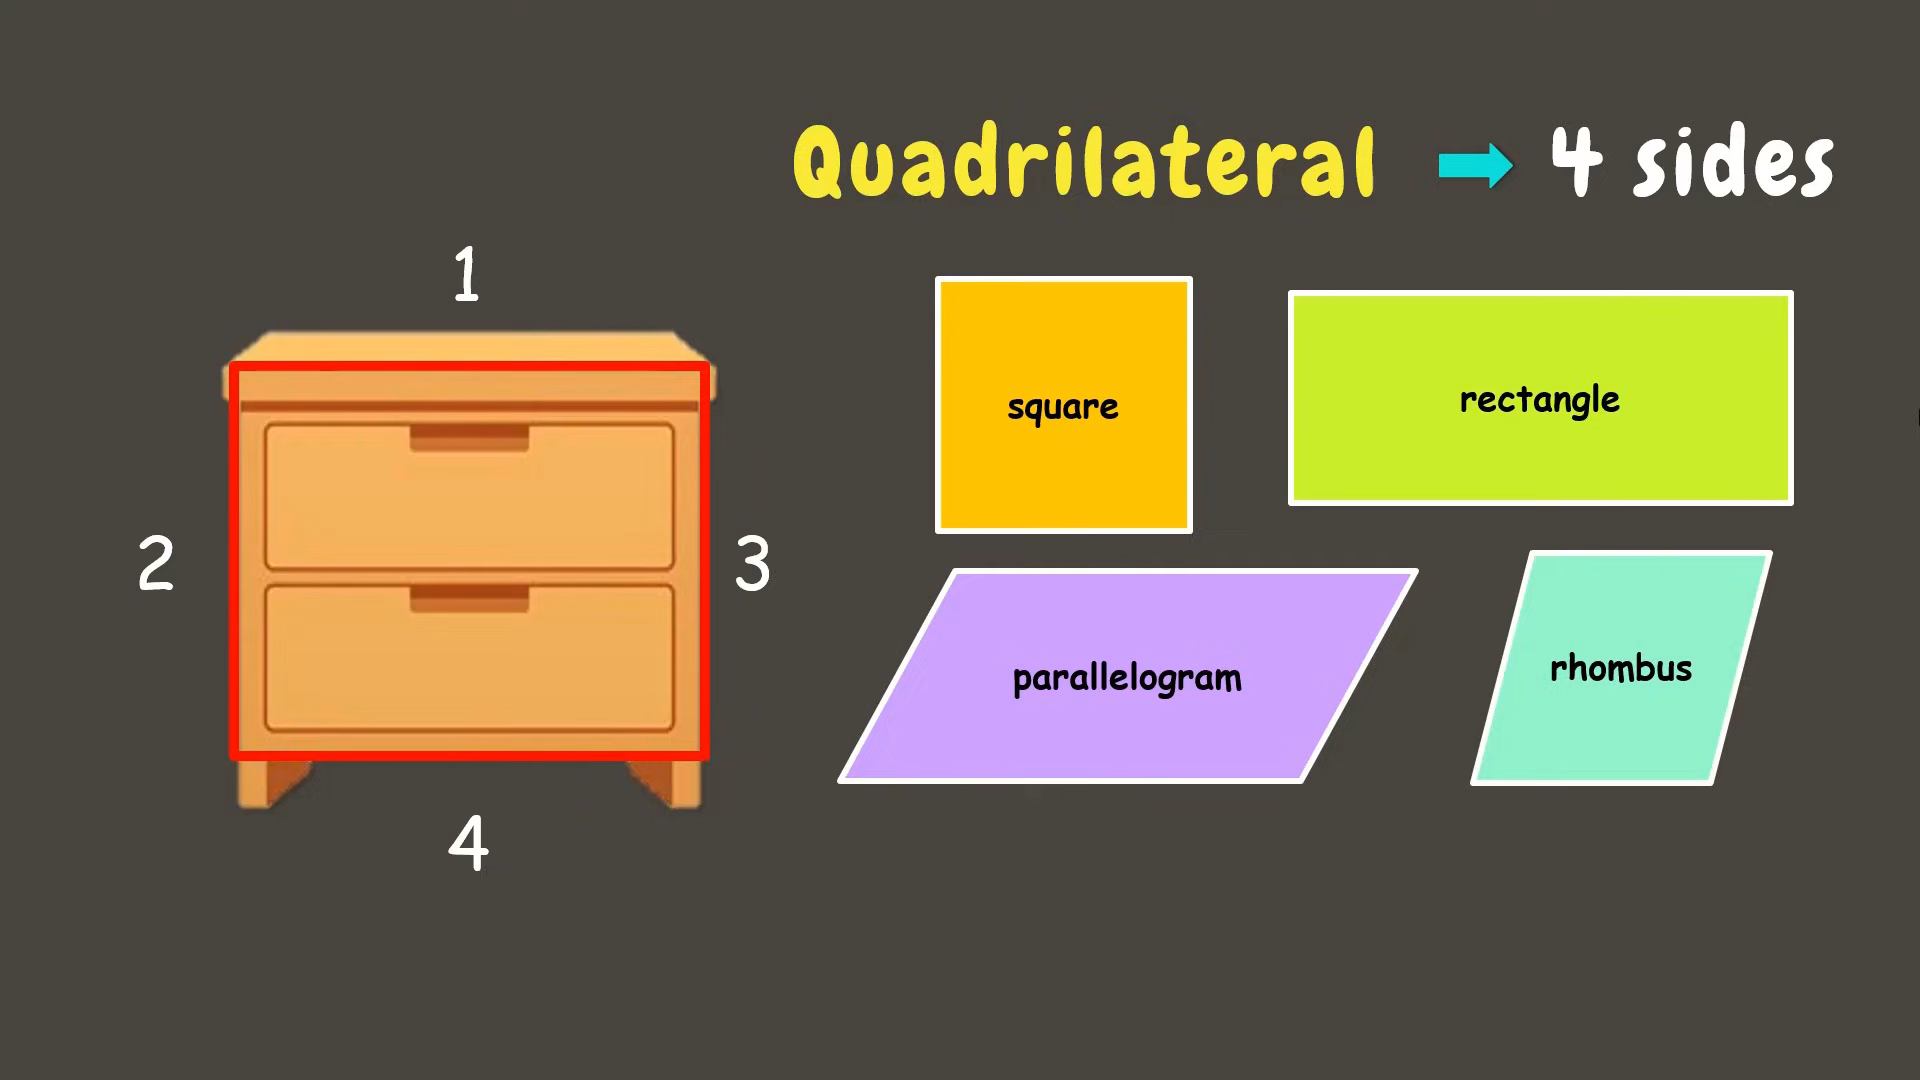 Quadrilateral 4 sides
1
2
3
4
square
rectangle
parallelogram
rhombus